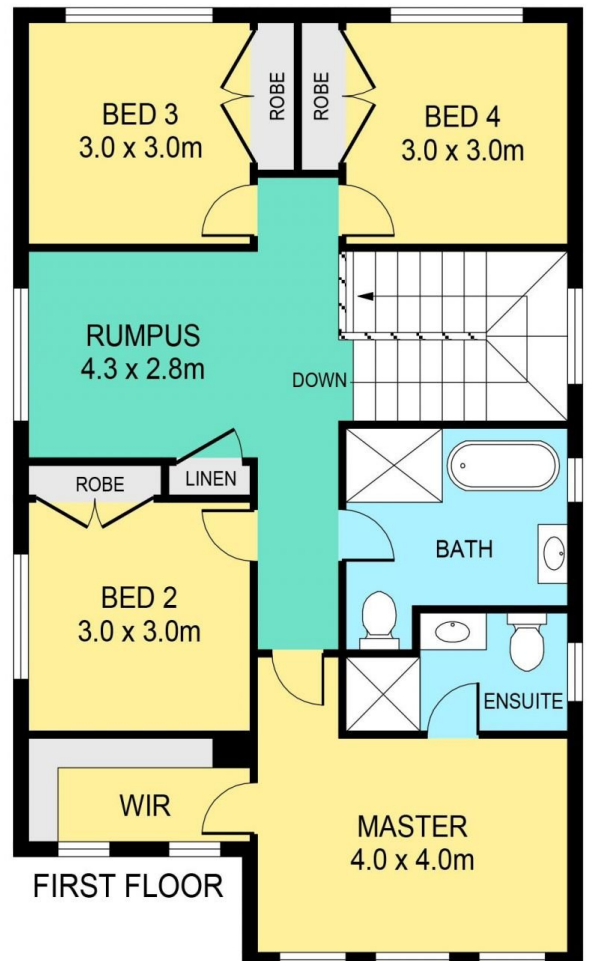 BED 3
3.0 x 3.0m
ROBE
ROBE
BED 4
3.0 x 3.0m
RUMPUS
4.3 x 2.8m
DOWN
ROBE
LINEN
BATH
BED 2
3.0 x 3.0m
ENSUITE
WIR
MASTER
4.0 x 4.0m
FIRST FLOOR